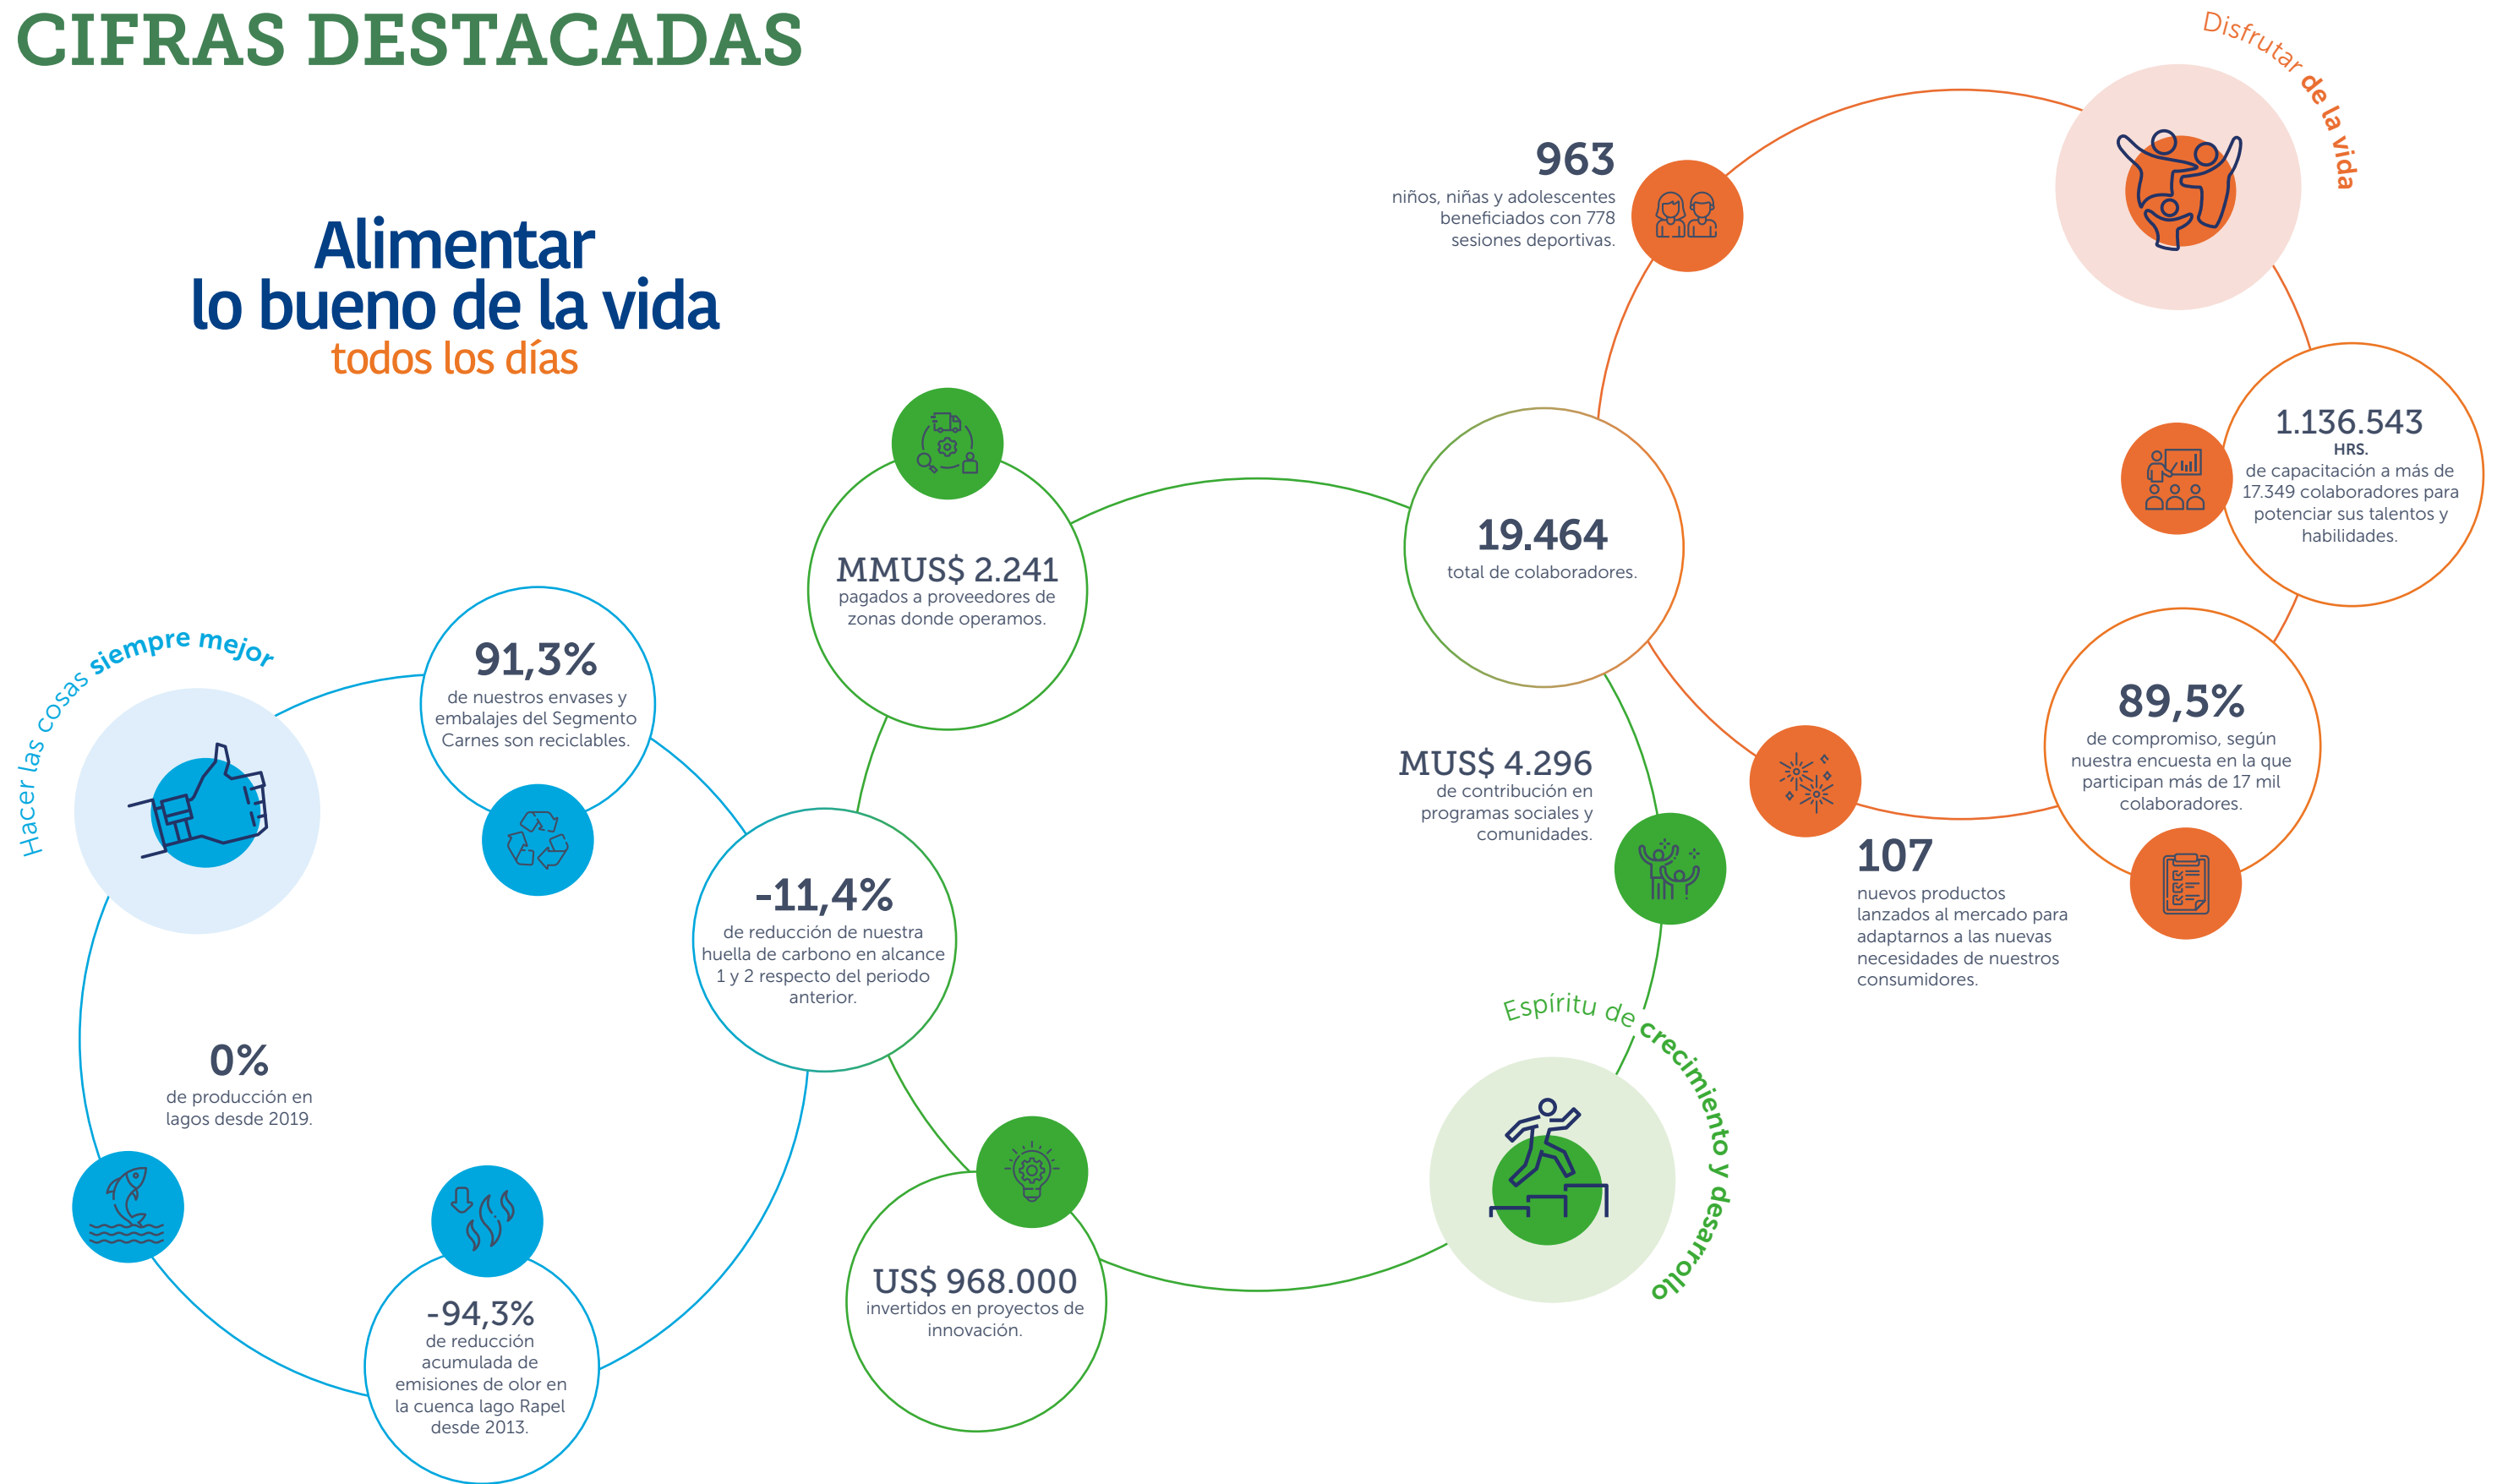 CIFRAS DESTACADAS
Alimentar
lo bueno de la vida
todos los días
Disfrutar de la vida
963
niños, niñas y adolescentes
beneficiados con 778
sesiones deportivas.
1.136.543
HRS.
de capacitación a más de
17.349 colaboradores para
potenciar sus talentos y
habilidades.
19.464
total de colaboradores.
89,5%
de compromiso, según
nuestra encuesta en la que
participan más de 17 mil
colaboradores.
107
nuevos productos
lanzados al mercado para
adaptarnos a las nuevas
necesidades de nuestros
consumidores.
MMUS$ 2.241
pagados a proveedores de
zonas donde operamos.
MUS$ 4.296
de contribución en
programas sociales y
comunidades.
Espíritu de crecimiento y desarrollo
US$ 968.000
invertidos en proyectos de
innovación.
Hacer las cosas siempre mejor
91,3%
de nuestros envases y
embalajes del Segmento
Carnes son reciclables.
-11,4%
de reducción de nuestra
huella de carbono en alcance
1 y 2 respecto del periodo
anterior.
0%
de producción en
lagos desde 2019.
-94,3%
de reducción
acumulada de
emisiones de olor en
la cuenca lago Rapel
desde 2013.